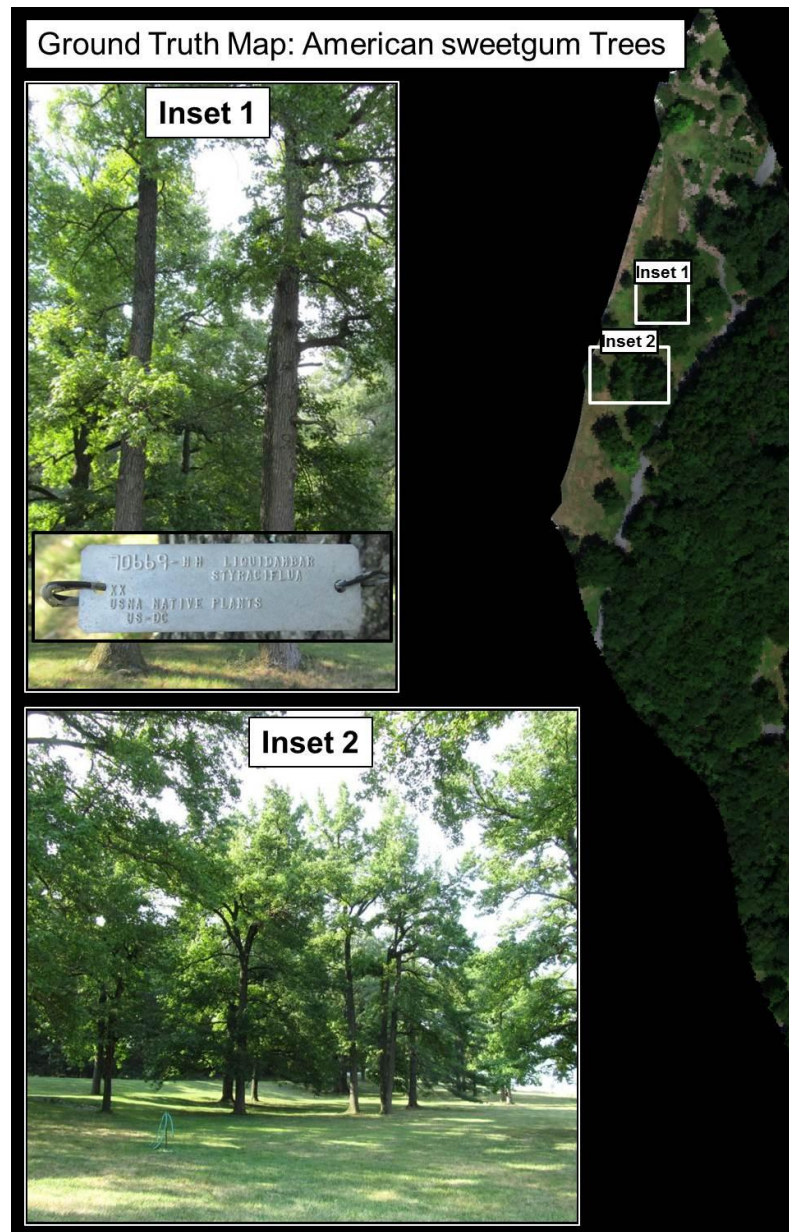 Ground Truth Map: American sweetgum Trees
Inset 1
70669-HH LIQUIDAMBAR
STYRACIFLUA
XX
USNA NATIVE PLANTS
US-DC
Inset 2
Inset 1
Inset 2